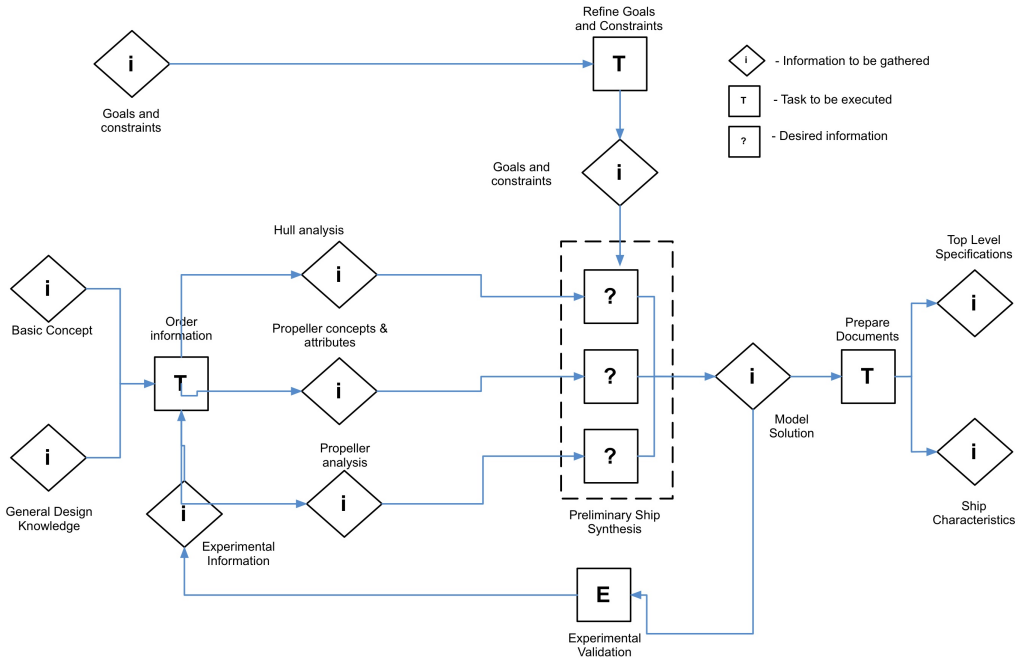 Refine Goals
and Constraints
i
T
Goals and
constraints
i
- Information to be gathered
T
- Task to be executed
?
- Desired information
Goals and
constraints
i
Hull analysis
i
?
Top Level
Specifications
i
i
Basic Concept
Order
information
T
Propeller concepts &
attributes
i
?
i
Prepare
Documents
T
Model
Solution
i
General Design
Knowledge
Propeller
analysis
i
?
i
Ship
Characteristics
i
Experimental
Information
Preliminary Ship
Synthesis
E
Experimental
Validation